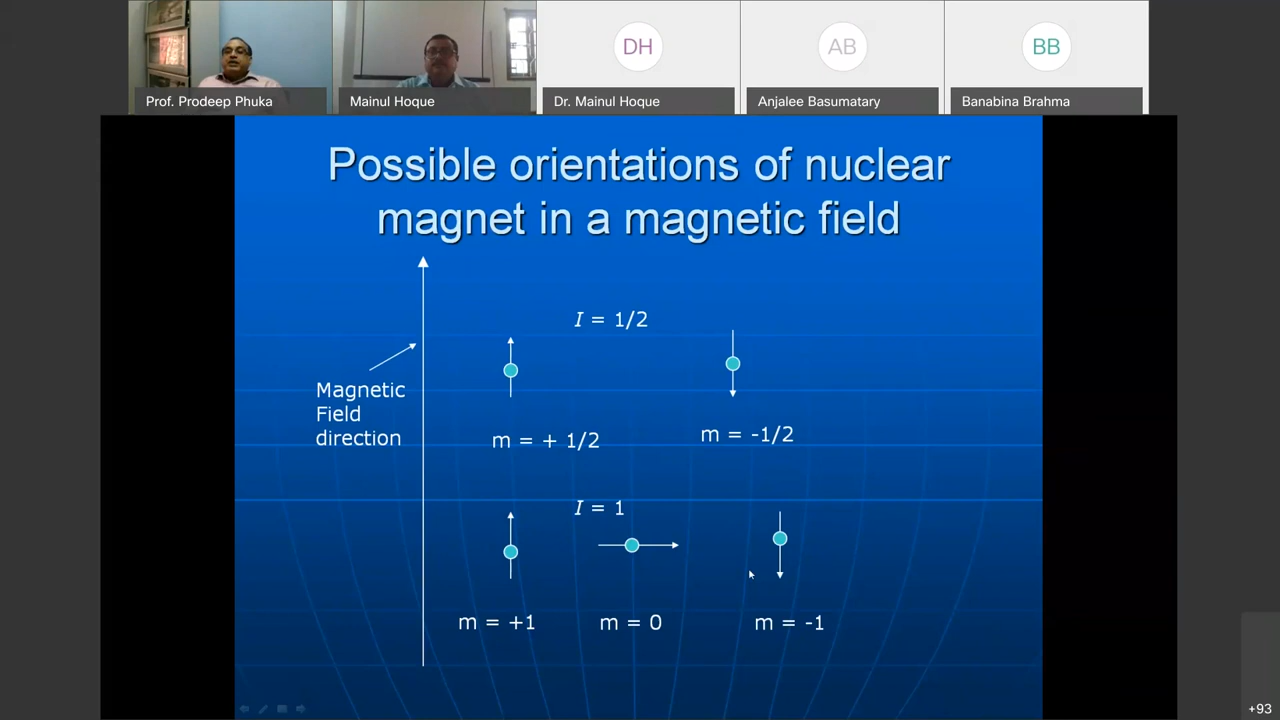 DH
AB
BB
Prof. Prodeep Phuka
Mainul Hoque
Dr. Mainul Hoque
Anjalee Basumatary
Banabina Brahma
Possible orientations of nuclear
magnet in a magnetic field
I = 1/2
Magnetic
Field
direction
m = + 1/2
m = -1/2
I = 1
m = +1
m = 0
m = -1
+93